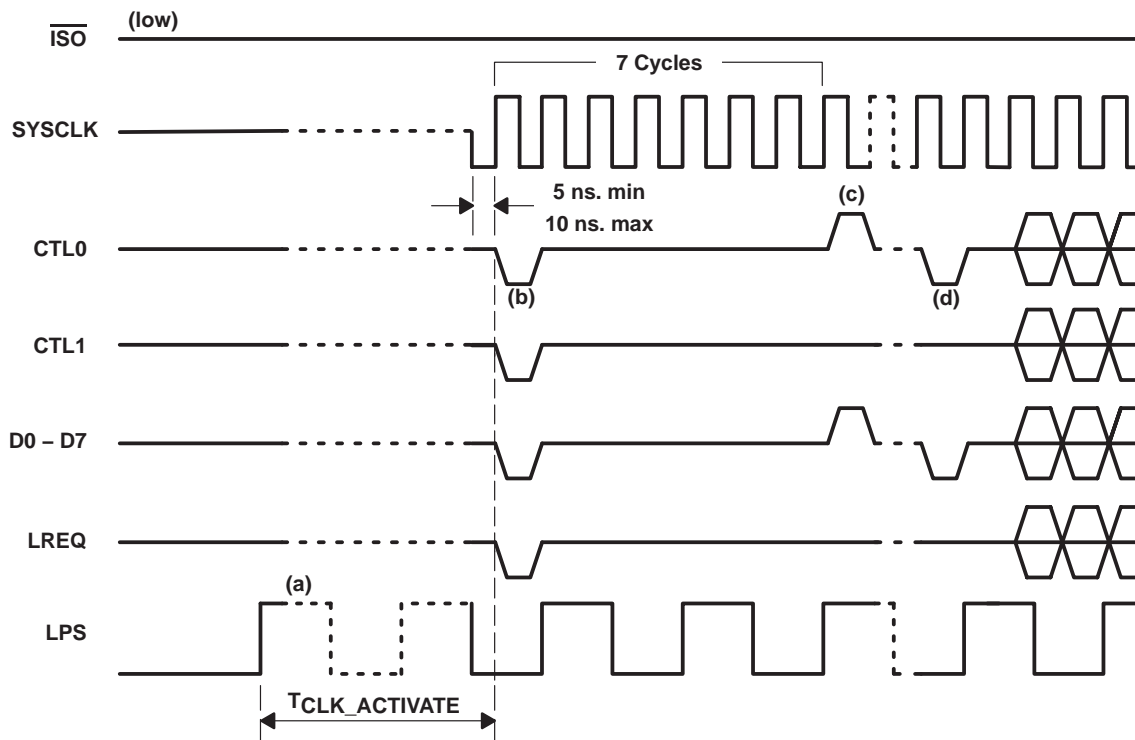 (low)
ISO
7 Cycles
SYSCLK
5 ns. min
10 ns. max
(c)
CTL0
(b)
(d)
CTL1
D0 – D7
LREQ
(a)
LPS
TCLK_ACTIVATE